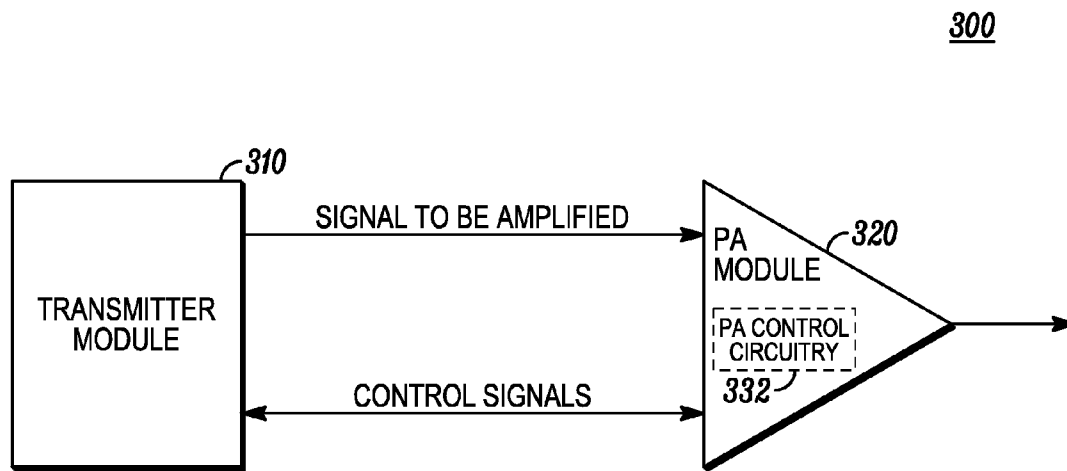 300
310
SIGNAL TO BE AMPLIFIED
320
PA
MODULE
TRANSMITTER
MODULE
PA CONTROL
CIRCUITRY
332
CONTROL SIGNALS